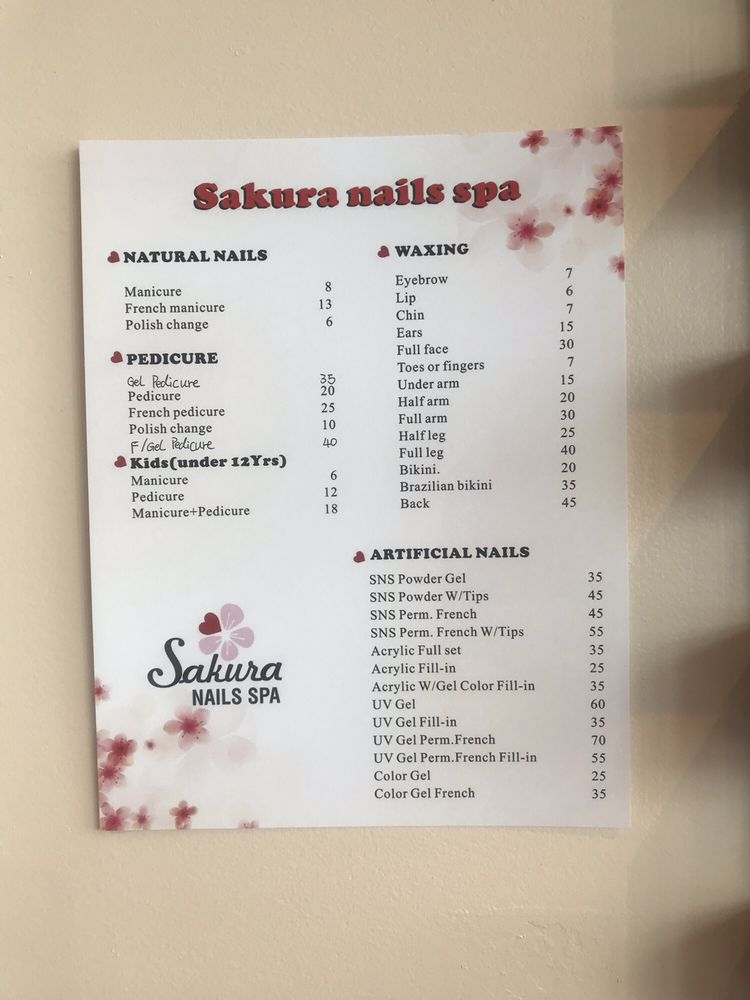 Sakura nails spa
NATURAL NAILS
Manicure 8
French manicure 13
Polish change 6
PEDICURE
Gel Pedicure 35
Pedicure 20
French pedicure 25
Polish change 10
F/Gel Pedicure 40
Kids(under 12Yrs)
Manicure 6
Pedicure 12
Manicure+Pedicure 18
WAXING
Eyebrow 7
Lip 6
Chin 7
Ears 15
Full face 30
Toes or fingers 7
Under arm 15
Half arm 20
Full arm 30
Half leg 25
Full leg 40
Bikini. 20
Brazilian bikini 35
Back 45
ARTIFICIAL NAILS
SNS Powder Gel 35
SNS Powder W/Tips 45
SNS Perm. French 45
SNS Perm. French W/Tips 55
Acrylic Full set 35
Acrylic Fill-in 25
Acrylic W/Gel Color Fill-in 35
UV Gel 60
UV Gel Fill-in 35
UV Gel Perm.French 70
UV Gel Perm.French Fill-in 55
Color Gel 25
Color Gel French 35
Sakura
NAILS SPA